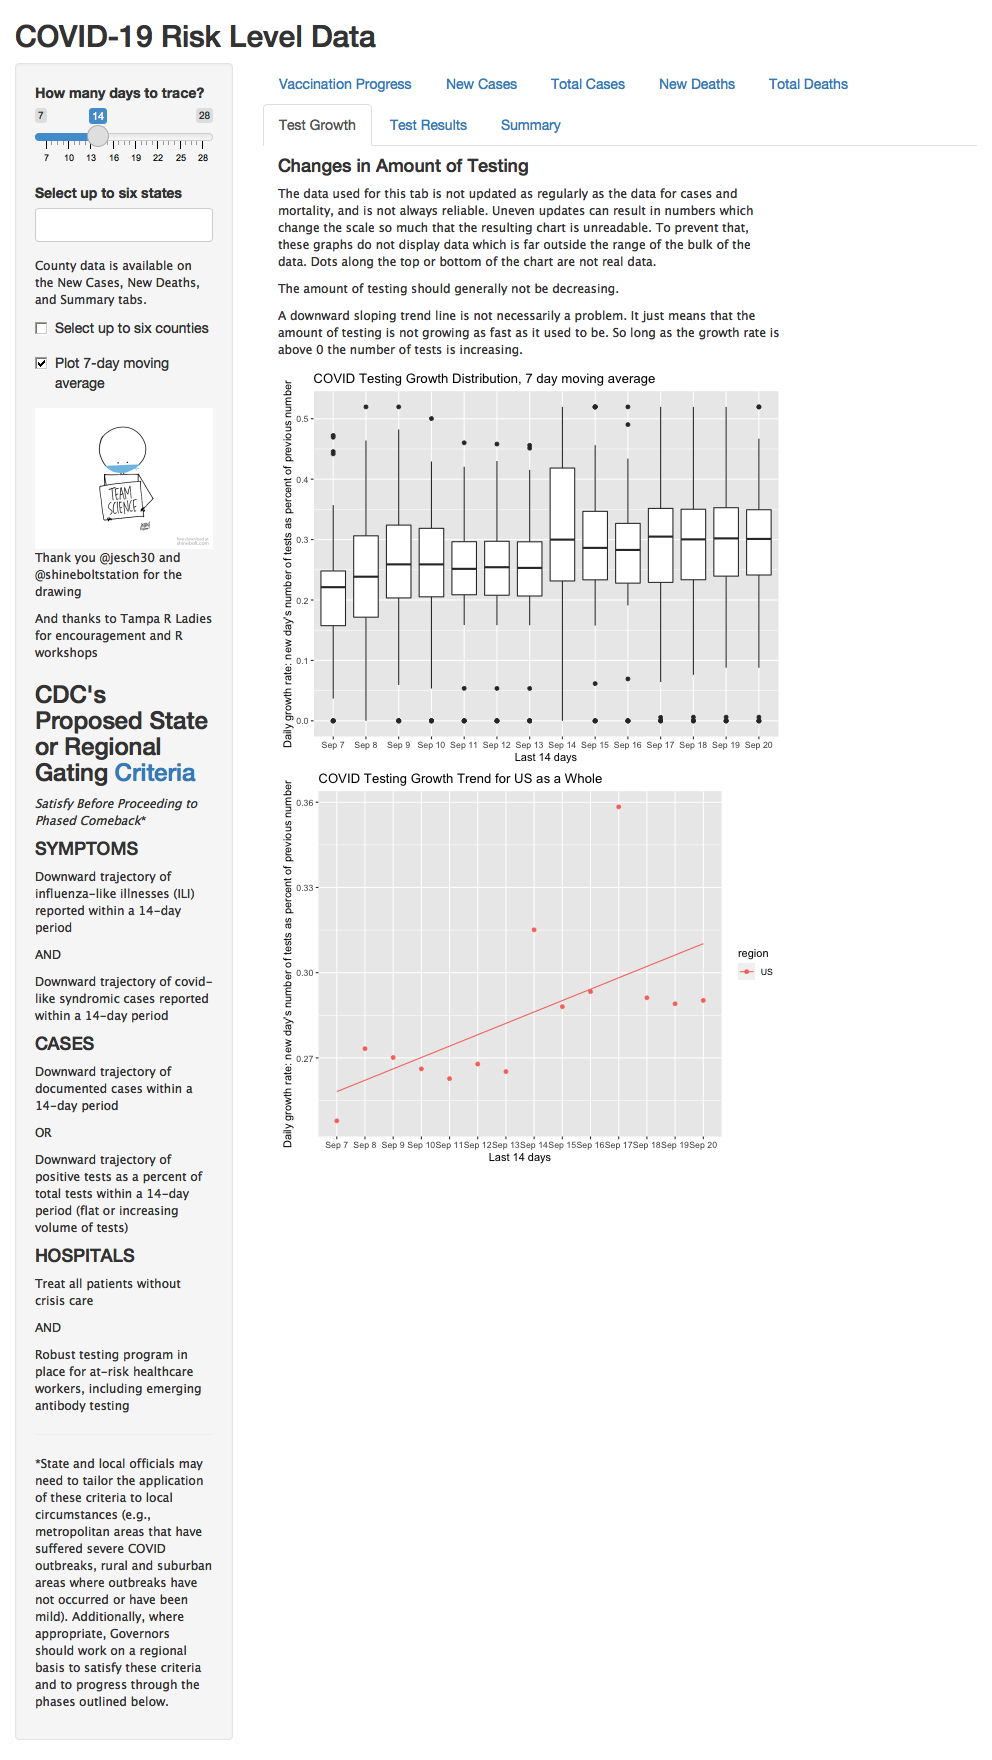 COVID-19 Risk Level Data
How many days to trace?
7
14
28
7 10 13 16 19 22 25 28
Select up to six states
County data is available on
the New Cases, New Deaths,
and Summary tabs.
Select up to six counties
Plot 7-day moving
average
TEAM
SCIENCE
Thank you @jesch30 and
@shineboltstation for the
drawing
And thanks to Tampa R Ladies
for encouragement and R
workshops
CDC's
Proposed State
or Regional
Gating Criteria
Satisfy Before Proceeding to
Phased Comeback*
SYMPTOMS
Downward trajectory of
influenza-like illnesses (ILI)
reported within a 14-day
period
AND
Downward trajectory of covid-
like syndromic cases reported
within a 14-day period
CASES
Downward trajectory of
documented cases within a
14-day period
OR
Downward trajectory of
positive tests as a percent of
total tests within a 14-day
period (flat or increasing
volume of tests)
HOSPITALS
Treat all patients without
crisis care
AND
Robust testing program in
place for at-risk healthcare
workers, including emerging
antibody testing
*State and local officials may
need to tailor the application
of these criteria to local
circumstances (e.g.,
metropolitan areas that have
suffered severe COVID
outbreaks, rural and suburban
areas where outbreaks have
not occurred or have been
mild). Additionally, where
appropriate, Governors
should work on a regional
basis to satisfy these criteria
and to progress through the
phases outlined below.
Vaccination Progress New Cases Total Cases New Deaths Total Deaths
Test Growth Test Results Summary
Changes in Amount of Testing
The data used for this tab is not updated as regularly as the data for cases and
mortality, and is not always reliable. Uneven updates can result in numbers which
change the scale so much that the resulting chart is unreadable. To prevent that,
these graphs do not display data which is far outside the range of the bulk of the
data. Dots along the top or bottom of the chart are not real data.
The amount of testing should generally not be decreasing.
A downward sloping trend line is not necessarily a problem. It just means that the
amount of testing is not growing as fast as it used to be. So long as the growth rate is
above 0 the number of tests is increasing.
COVID Testing Growth Distribution, 7 day moving average
Daily growth rate: new day's number of tests as percent of previous number
0.5
0.4
0.3
0.2
0.1
0.0
Sep 7 Sep 8 Sep 9 Sep 10 Sep 11 Sep 12 Sep 13 Sep 14 Sep 15 Sep 16 Sep 17 Sep 18 Sep 19 Sep 20
Last 14 days
COVID Testing Growth Trend for US as a Whole
Daily growth rate: new day's number of tests as percent of previous number
0.36
0.33
0.30
0.27
Sep 7 Sep 8 Sep 9 Sep 10 Sep 11 Sep 12 Sep 13 Sep 14 Sep 15 Sep 16 Sep 17 Sep 18 Sep 19 Sep 20
Last 14 days
region
US